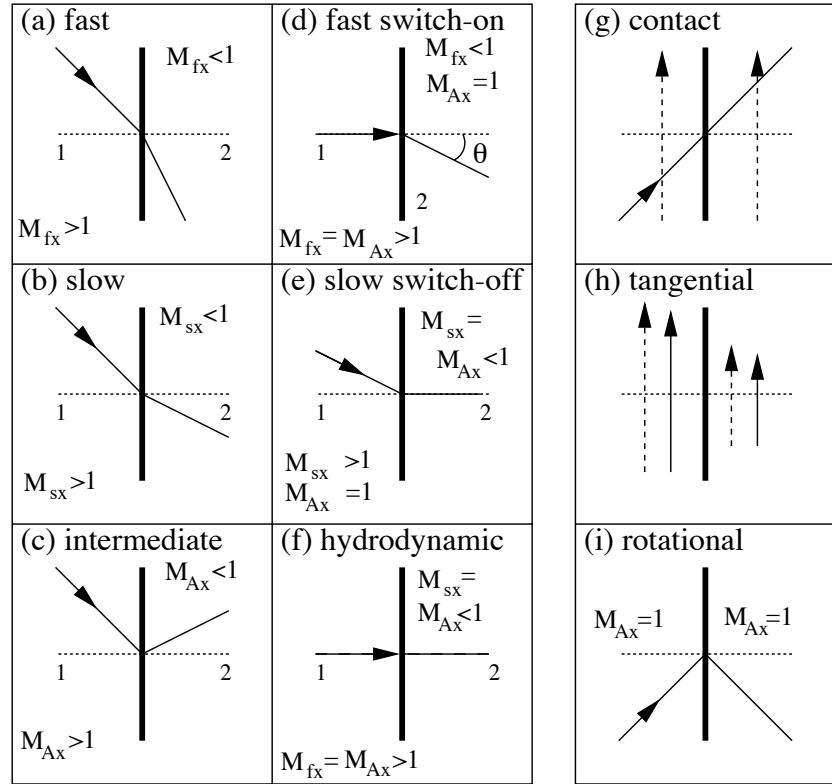 (a) fast
M_fx<1
1
2
M_fx>1
(d) fast switch-on
M_fx<1
M_Ax=1
1
θ
2
M_fx= M_Ax>1
(g) contact
(b) slow
M_sx<1
1
2
M_sx>1
(e) slow switch-off
M_sx=
M_Ax<1
1
2
M_sx >1
M_Ax =1
(h) tangential
(c) intermediate
M_Ax<1
1
2
M_Ax>1
(f) hydrodynamic
M_sx=
M_Ax<1
1
2
M_fx= M_Ax>1
(i) rotational
M_Ax=1
M_Ax=1